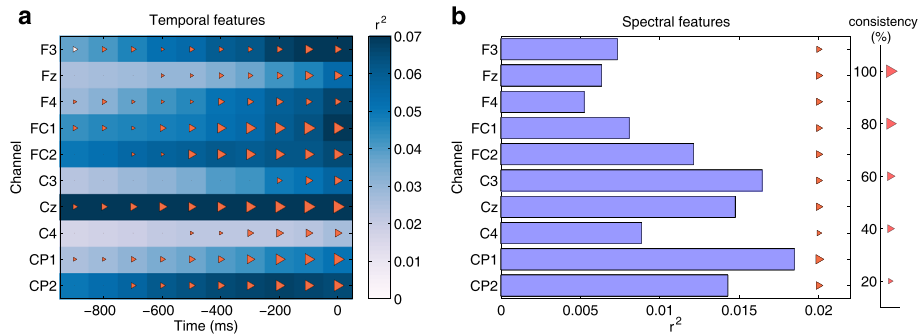 a
Temporal features
r²
F3
Fz
F4
FC1
FC2
C3
Cz
C4
CP1
CP2
Channel
−800
−600
−400
−200
0
Time (ms)
0.07
0.06
0.05
0.04
0.03
0.02
0.01
0
b
Spectral features
F3
Fz
F4
FC1
FC2
C3
Cz
C4
CP1
CP2
Channel
0
0.005
0.01
0.015
0.02
r²
consistency
(%)
100
80
60
40
20